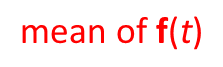 mean of f(t)